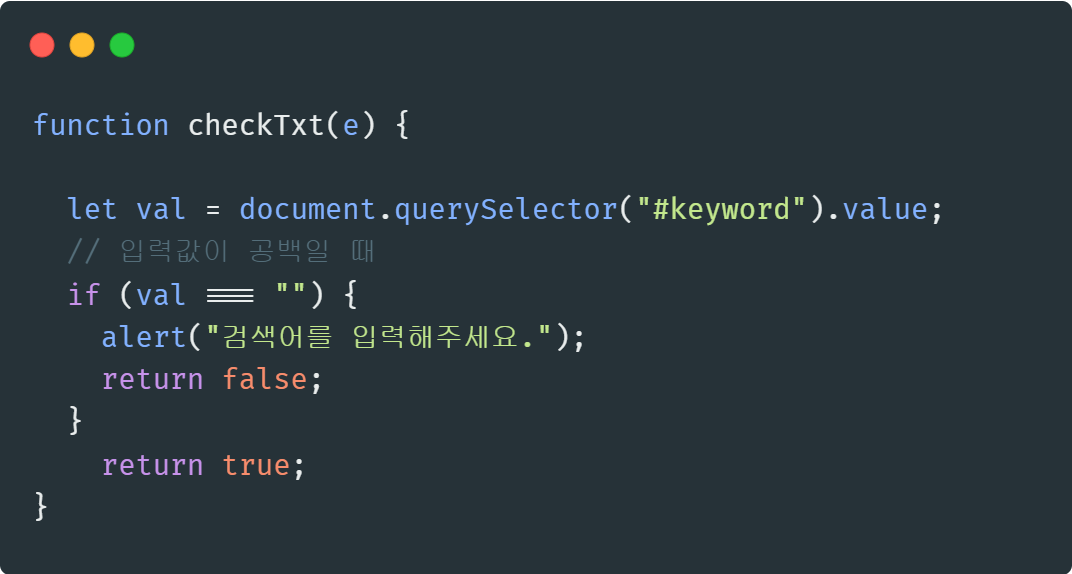 function checkTxt(e) {
let val = document.querySelector("#keyword").value;
// 입력값이 공백일 때
if (val === "") {
alert("검색어를 입력해주세요.");
return false;
}
return true;
}